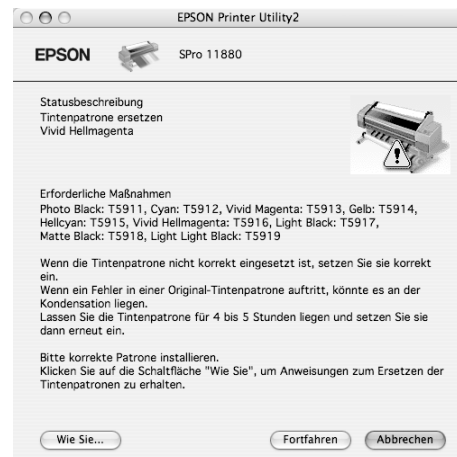 EPSON Printer Utility2
EPSON
SPro 11880
Statusbeschreibung
Tintenpatrone ersetzen
Vivid Hellmagenta
Erforderliche Maßnahmen
Photo Black: T5911, Cyan: T5912, Vivid Magenta: T5913, Gelb: T5914,
Hellcyan: T5915, Vivid Hellmagenta: T5916, Light Black: T5917,
Matte Black: T5918, Light Light Black: T5919
Wenn die Tintenpatrone nicht korrekt eingesetzt ist, setzen Sie sie korrekt
ein.
Wenn ein Fehler in einer Original-Tintenpatrone auftritt, könnte es an der
Kondensation liegen.
Lassen Sie die Tintenpatrone für 4 bis 5 Stunden liegen und setzen Sie sie
dann erneut ein.
Bitte korrekte Patrone installieren.
Klicken Sie auf die Schaltfläche "Wie Sie", um Anweisungen zum Ersetzen der
Tintenpatronen zu erhalten.
Wie Sie...
Fortfahren
Abbrechen